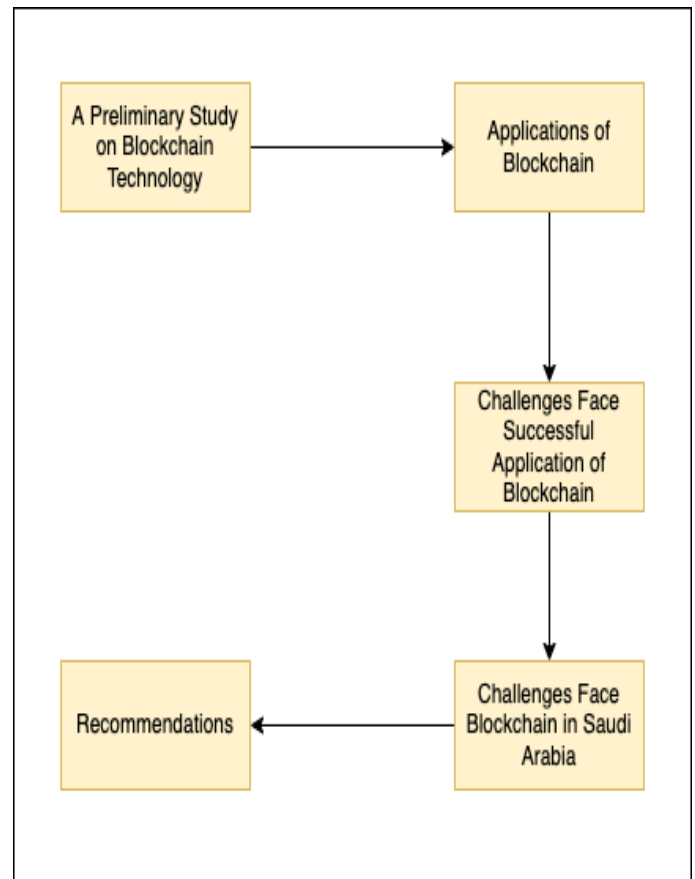 A Preliminary Study
on Blockchain
Technology
Applications of
Blockchain
Challenges Face
Successful
Application of
Blockchain
Challenges Face
Blockchain in Saudi
Arabia
Recommendations